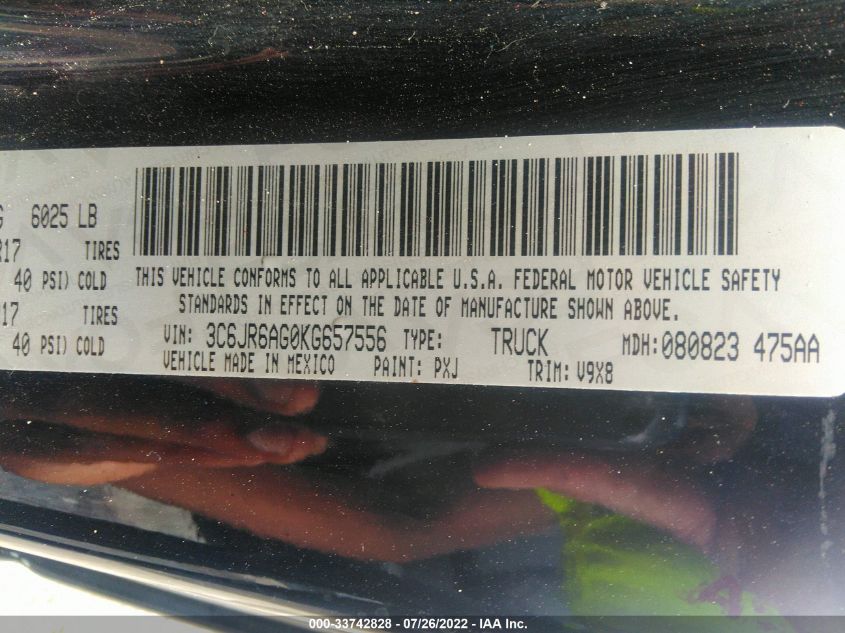 G 6025 LB
R17 TIRES
40 PSI) COLD
R17 TIRES
40 PSI) COLD
THIS VEHICLE CONFORMS TO ALL APPLICABLE U.S.A. FEDERAL MOTOR VEHICLE SAFETY
STANDARDS IN EFFECT ON THE DATE OF MANUFACTURE SHOWN ABOVE.
VIN: 3C6JR6AG0KG657556 TYPE: TRUCK MDH:080823 475AA
VEHICLE MADE IN MEXICO PAINT: PXJ TRIM: V9X8
000-33742828 - 07/26/2022 - IAA Inc.